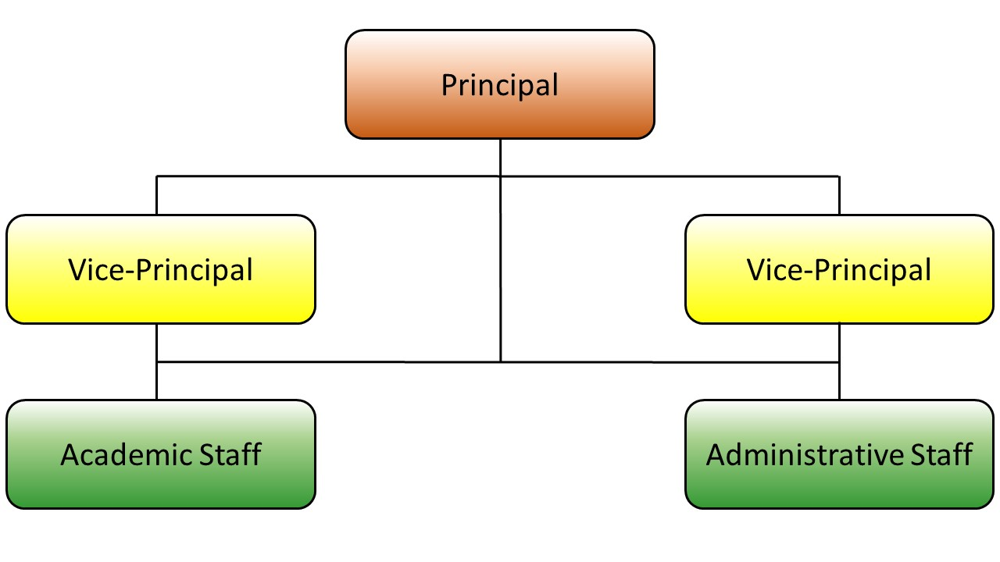 Principal
Vice-Principal
Vice-Principal
Academic Staff
Administrative Staff